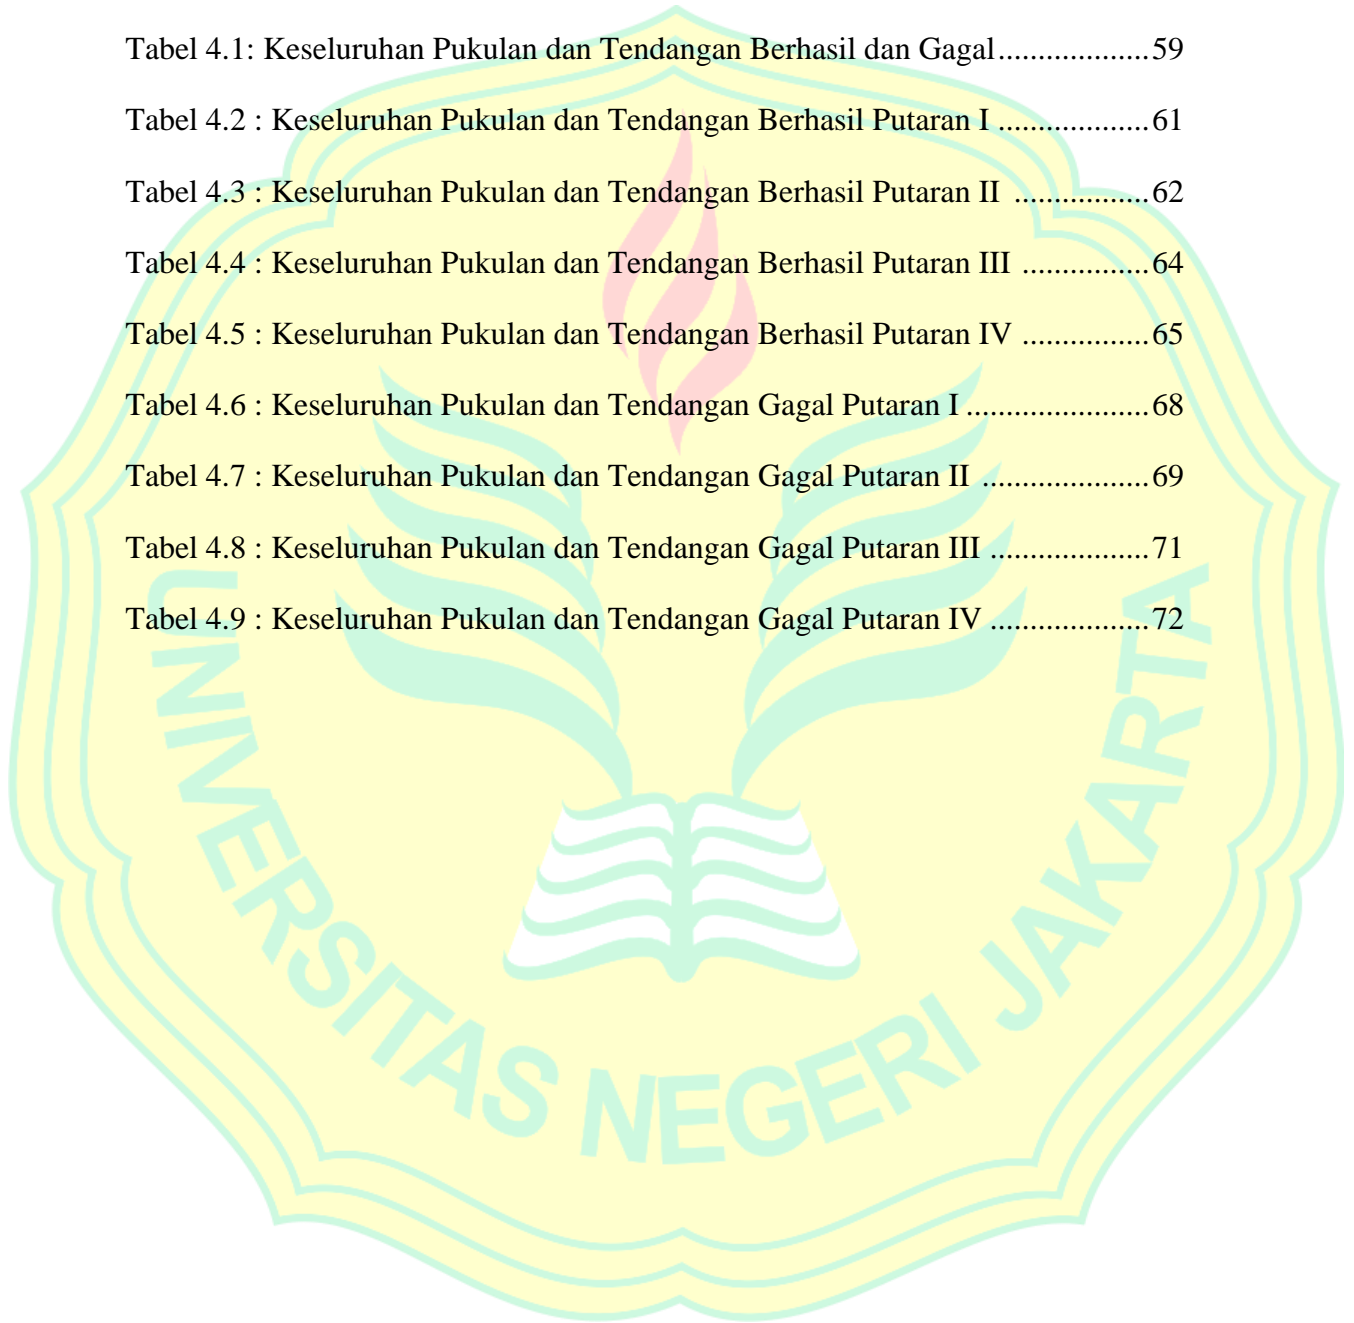 Tabel 4.1: Keseluruhan Pukulan dan Tendangan Berhasil dan Gagal...................59
Tabel 4.2 : Keseluruhan Pukulan dan Tendangan Berhasil Putaran I ...................61
Tabel 4.3 : Keseluruhan Pukulan dan Tendangan Berhasil Putaran II .................62
Tabel 4.4 : Keseluruhan Pukulan dan Tendangan Berhasil Putaran III ................64
Tabel 4.5 : Keseluruhan Pukulan dan Tendangan Berhasil Putaran IV ................65
Tabel 4.6 : Keseluruhan Pukulan dan Tendangan Gagal Putaran I .......................68
Tabel 4.7 : Keseluruhan Pukulan dan Tendangan Gagal Putaran II .....................69
Tabel 4.8 : Keseluruhan Pukulan dan Tendangan Gagal Putaran III ....................71
Tabel 4.9 : Keseluruhan Pukulan dan Tendangan Gagal Putaran IV ....................72
UNIVERSITAS NEGERI JAKARTA